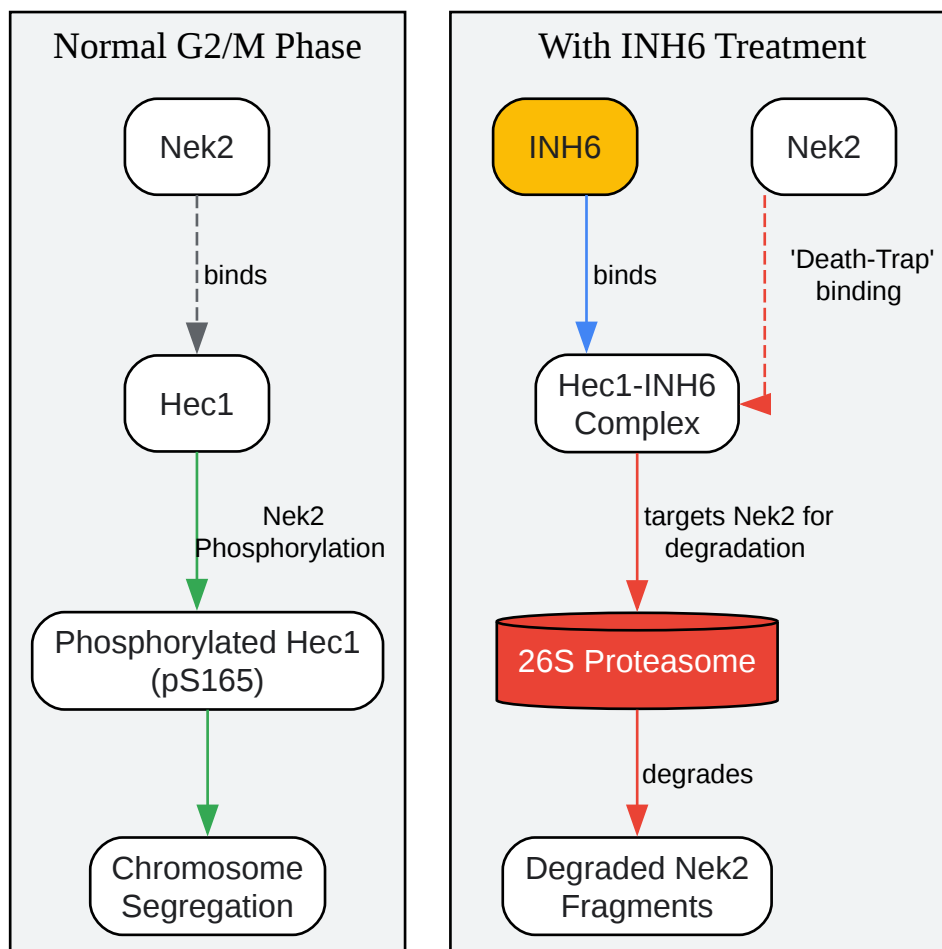 Normal G2/M Phase
Nek2
binds
Hec1
Nek2
Phosphorylation
Phosphorylated Hec1
(pS165)
Chromosome
Segregation
With INH6 Treatment
INH6
Nek2
binds
'Death-Trap'
binding
Hec1-INH6
Complex
targets Nek2 for
degradation
26S Proteasome
degrades
Degraded Nek2
Fragments